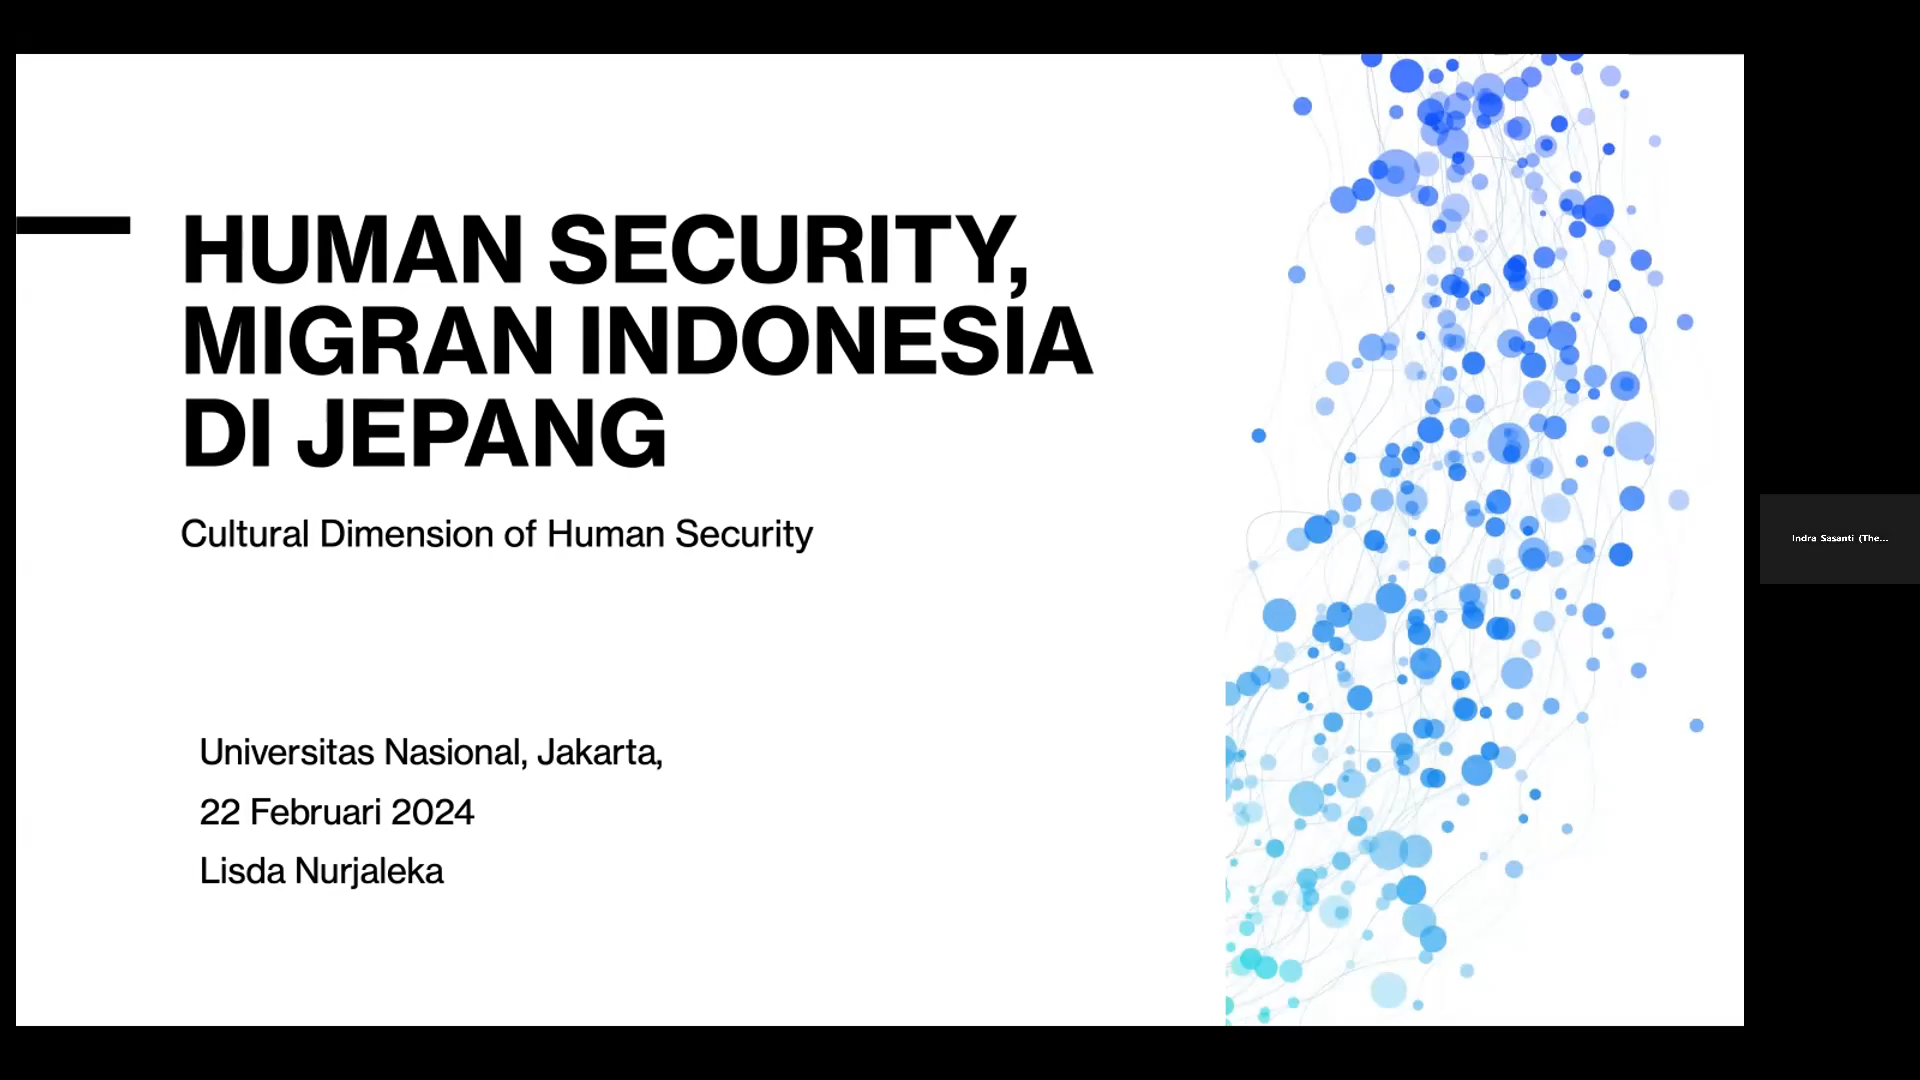 HUMAN SECURITY,
MIGRAN INDONESIA
DI JEPANG
Cultural Dimension of Human Security
Universitas Nasional, Jakarta,
22 Februari 2024
Lisda Nurjaleka
Indra Sasanti (The...